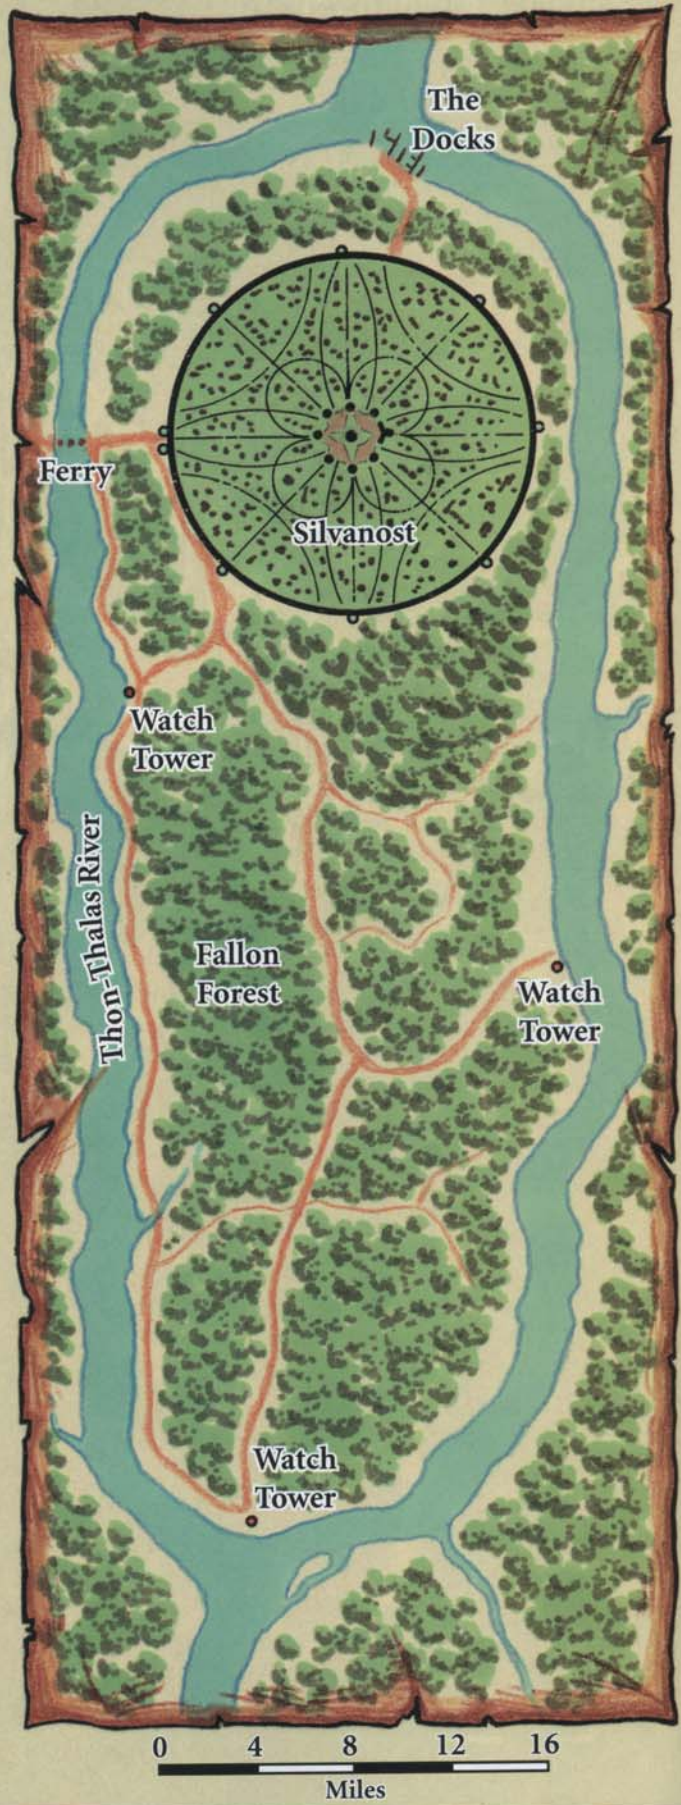 The
Docks
Ferry
Silvanost
Watch
Tower
Thon-Thalas River
Fallon
Forest
Watch
Tower
Watch
Tower
0 4 8 12 16
Miles